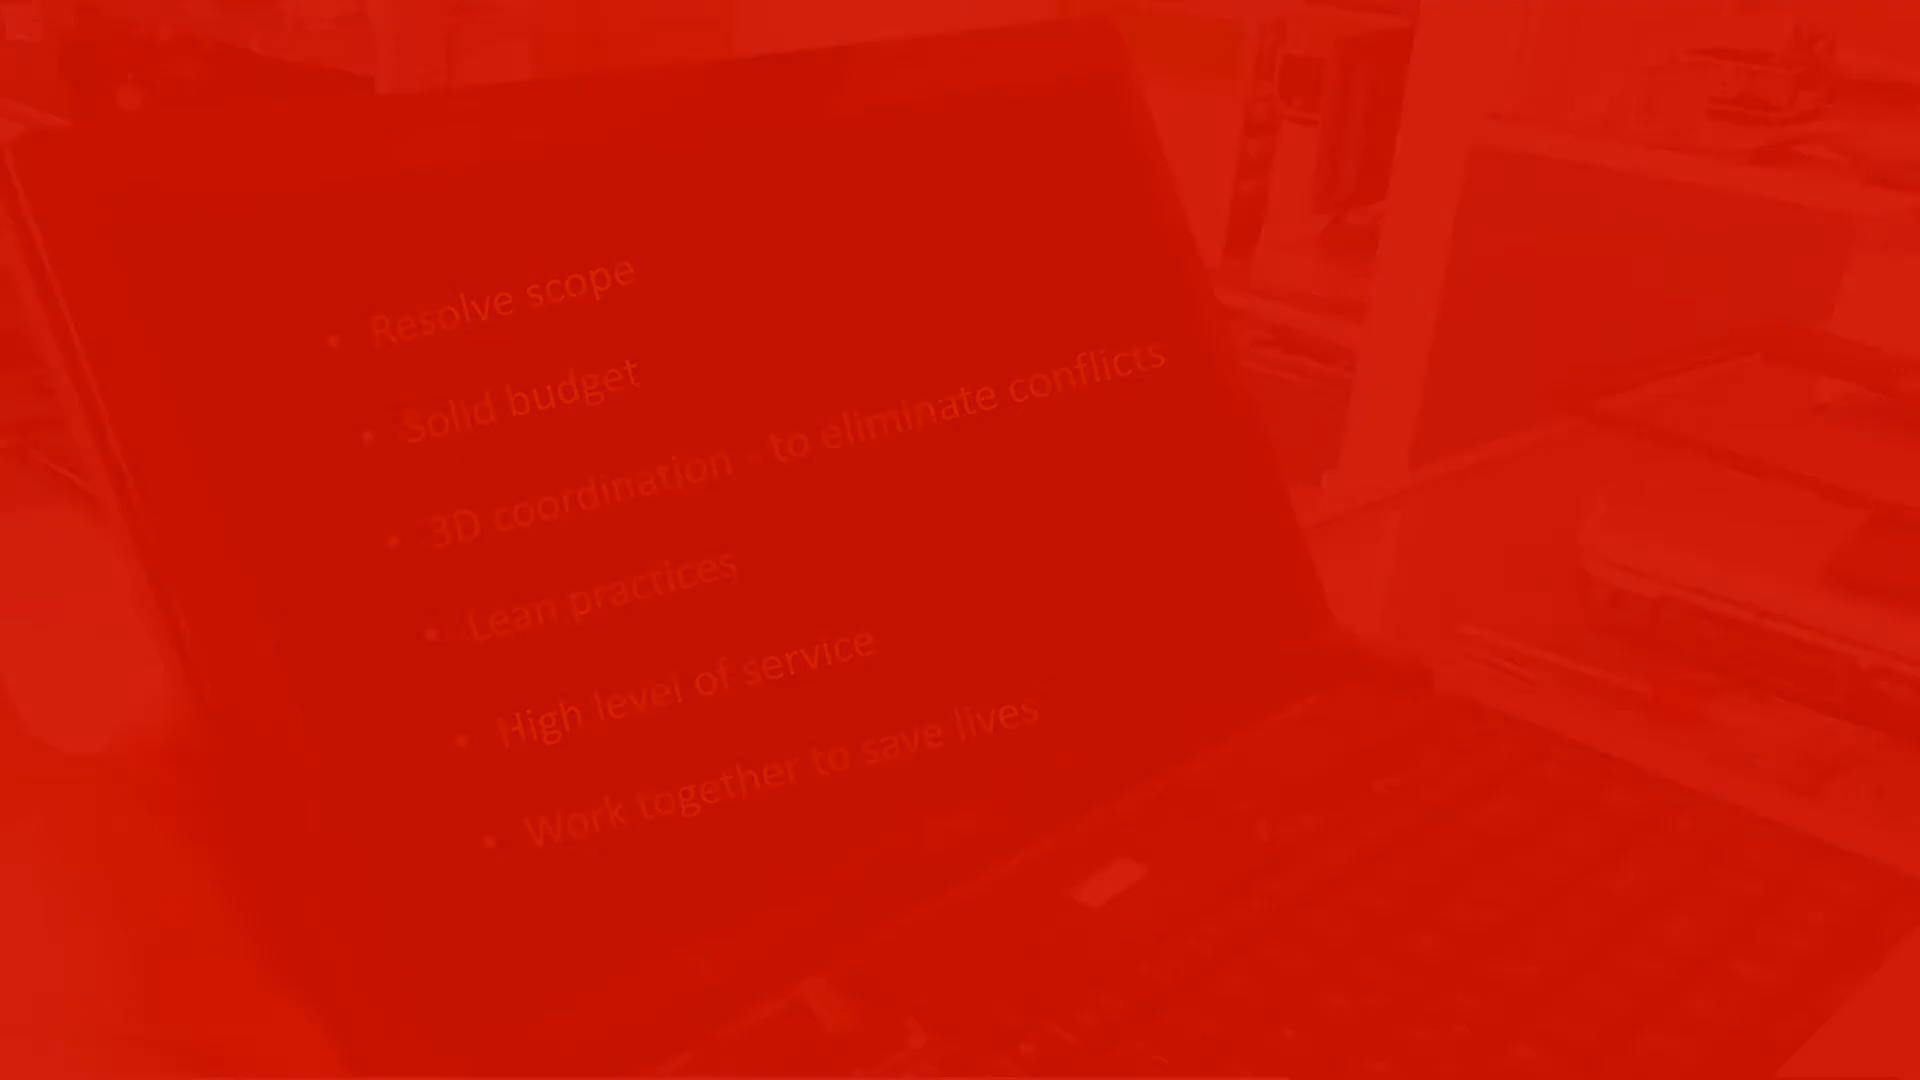 • Resolve scope
• Solid budget
• 3D coordination - to eliminate conflicts
• Lean practices
• High level of service
• Work together to save lives